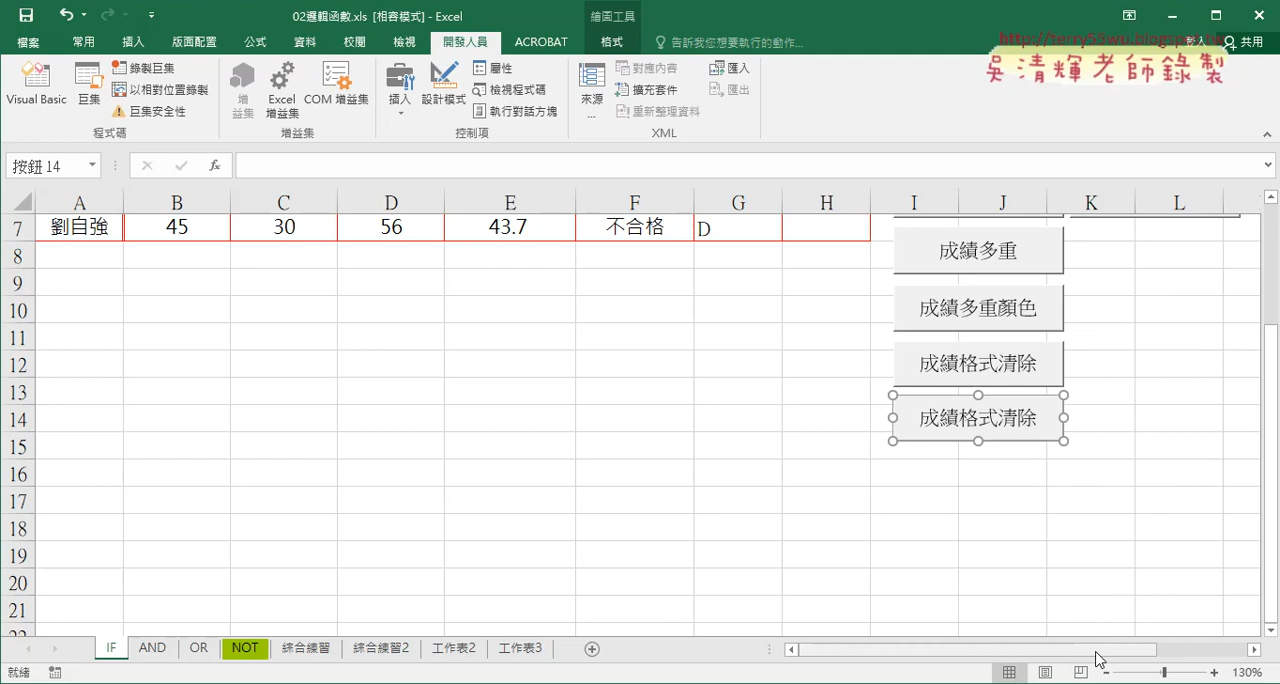 02邏輯函數.xls [相容模式] - Excel
繪圖工具
檔案 常用 插入 版面配置 公式 資料 校閱 檢視 開發人員 ACROBAT 格式 告訴我您想要執行的動作... 登入 共用
http://terry55wu.blogspot.tw
吳清輝老師錄製
Visual Basic
巨集
錄製巨集
以相對位置錄製
巨集安全性
程式碼
增益集
Excel 增益集
COM 增益集
增益集
插入
設計模式
屬性
檢視程式碼
執行對話方塊
控制項
來源...
對應內容
擴充套件
重新整理資料
匯入
匯出
XML
按鈕 14
fx
A B C D E F G H I J K L
7 劉自強 45 30 56 43.7 不合格 D
8
9
10
11
12
13
14
15
16
17
18
19
20
21
成績多重
成績多重顏色
成績格式清除
成績格式清除
IF AND OR NOT 綜合練習 綜合練習2 工作表2 工作表3
就緒
130%